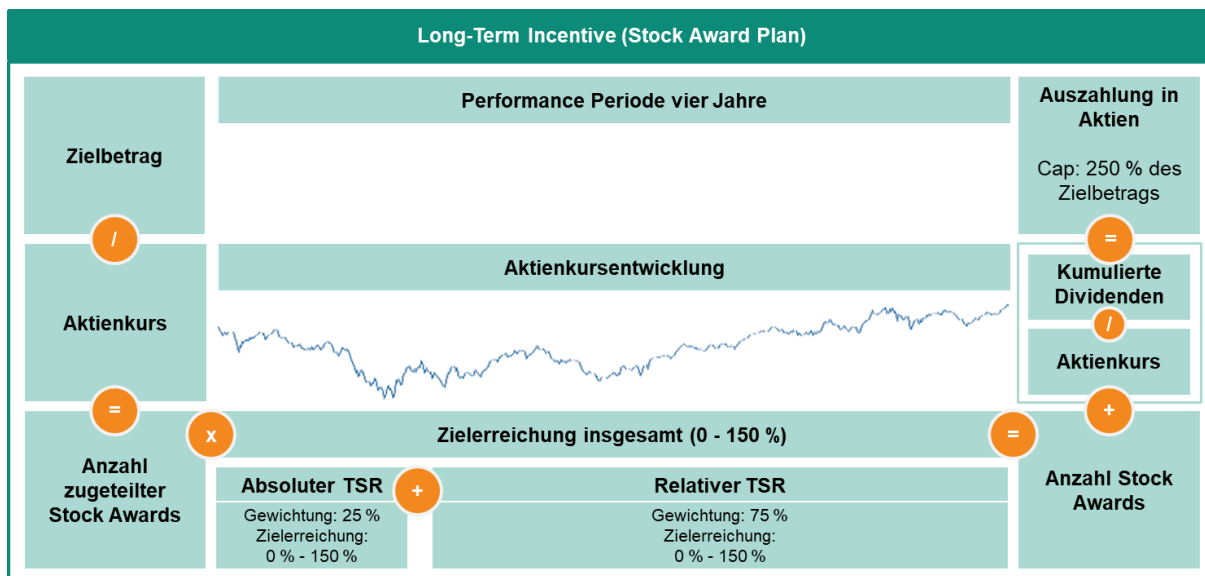 Long-Term Incentive (Stock Award Plan)
Zielbetrag
/
Aktienkurs
=
Anzahl
zugeteilter
Stock Awards
x
Performance Periode vier Jahre
Aktienkursentwicklung
Zielerreichung insgesamt (0 - 150 %)
Absoluter TSR
Gewichtung: 25 %
Zielerreichung:
0 % - 150 %
+
Relativer TSR
Gewichtung: 75 %
Zielerreichung:
0 % - 150 %
=
Auszahlung in
Aktien
Cap: 250 % des
Zielbetrags
=
Kumulierte
Dividenden
/
Aktienkurs
+
Anzahl Stock
Awards